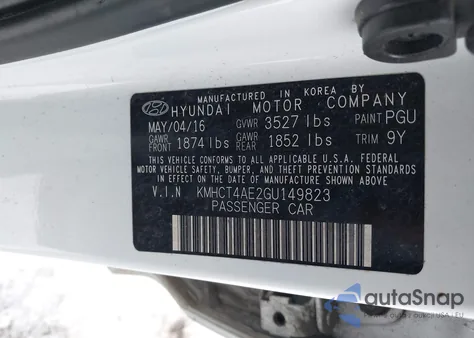 MANUFACTURED IN KOREA BY
HYUNDAI MOTOR COMPANY
MAY/04/16 GVWR 3527 lbs PAINT PGU
GAWR FRONT 1874 lbs GAWR REAR 1852 lbs TRIM 9Y
THIS VEHICLE CONFORMS TO ALL APPLICABLE U.S.A. FEDERAL
MOTOR VEHICLE SAFETY, BUMPER, AND THEFT PREVENTION
STANDARDS IN EFFECT ON THE DATE OF MANUFACTURE SHOWN ABOVE.
V.I.N KMHCT4AE2GU149823
PASSENGER CAR
autaSnap